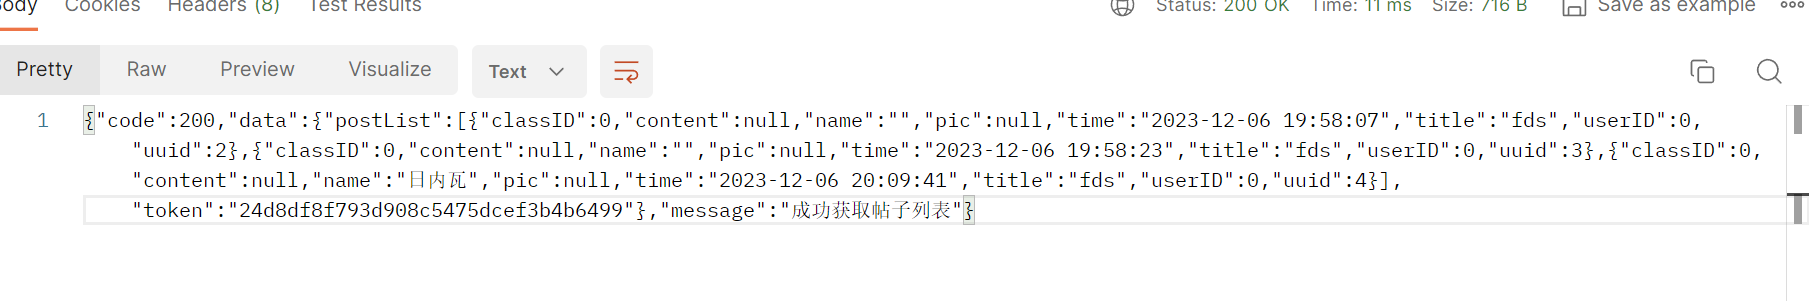 Body Cookies Headers (8) Test Results Status: 200 OK Time: 11 ms Size: 716 B Save as example
Pretty Raw Preview Visualize Text
1 {"code":200,"data":{"postList":[{"classID":0,"content":null,"name":"","pic":null,"time":"2023-12-06 19:58:07","title":"fds","userID":0,
"uuid":2},{"classID":0,"content":null,"name":"","pic":null,"time":"2023-12-06 19:58:23","title":"fds","userID":0,"uuid":3},{"classID":0,
"content":null,"name":"日内瓦","pic":null,"time":"2023-12-06 20:09:41","title":"fds","userID":0,"uuid":4}],
"token":"24d8df8f793d908c5475dcef3b4b6499"},"message":"成功获取帖子列表"}